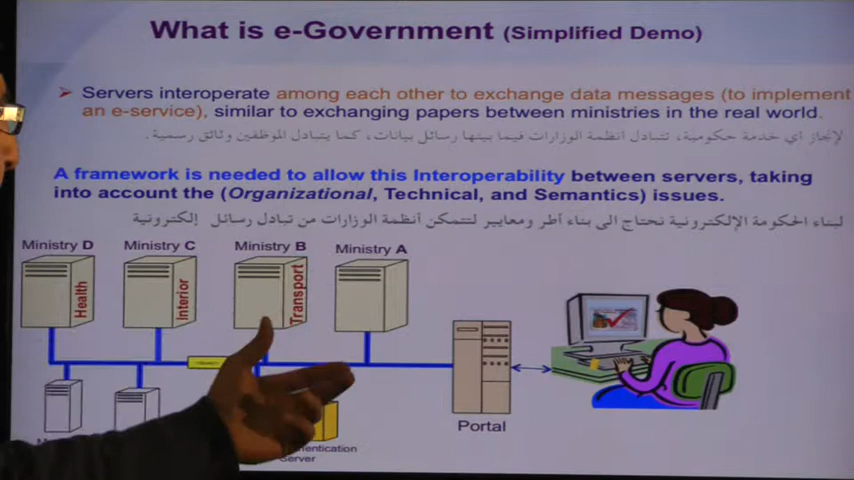 What is e-Government (Simplified Demo)
Servers interoperate among each other to exchange data messages (to implement
an e-service), similar to exchanging papers between ministries in the real world.
لإنجاز أي خدمة حكومية، تتبادل أنظمة الوزارات فيما بينها رسائل بيانات، كما يتبادل الموظفين وثائق رسمية.
A framework is needed to allow this Interoperability between servers, taking
into account the (Organizational, Technical, and Semantics) issues.
لبناء الحكومة الإلكترونية نحتاج الى بناء أطر ومعايير لتتمكن أنظمة الوزارات من تبادل رسائل إلكترونية
Ministry D
Ministry C
Ministry B
Ministry A
Health
Interior
Transport
Portal
Server